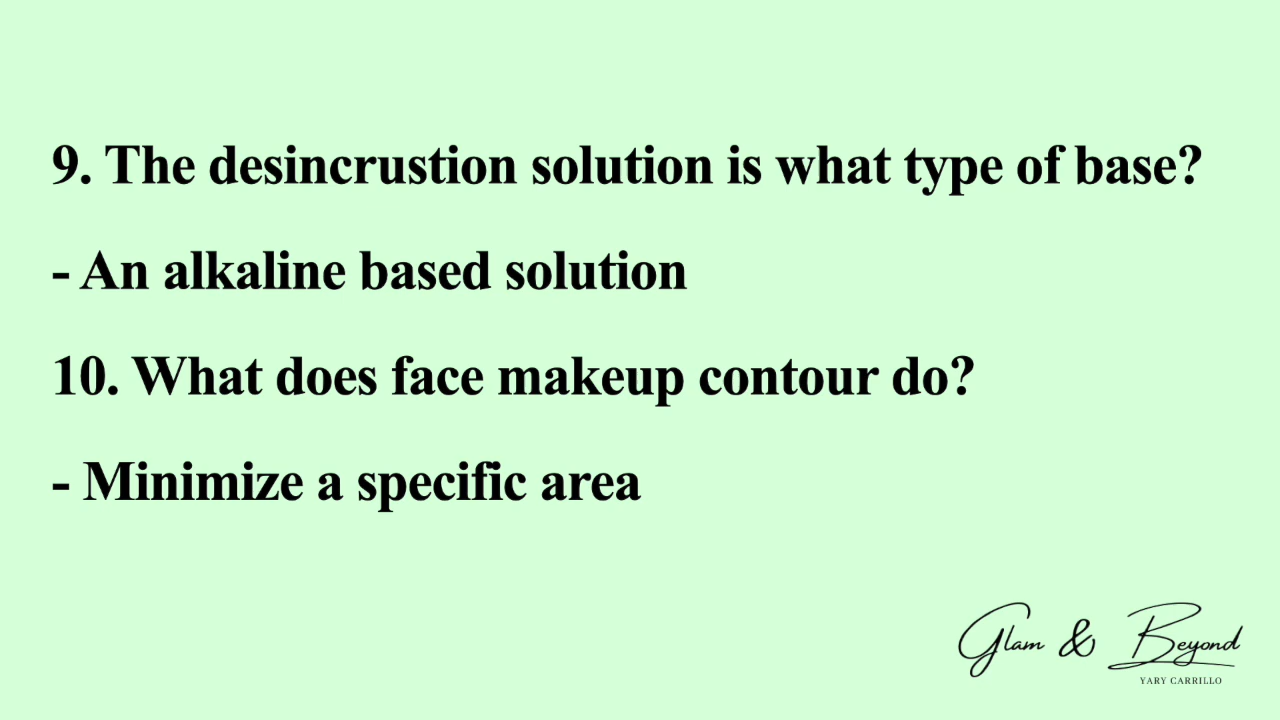 9. The desincrustion solution is what type of base?
- An alkaline based solution
10. What does face makeup contour do?
- Minimize a specific area
Glam & Beyond
YARY CARRILLO